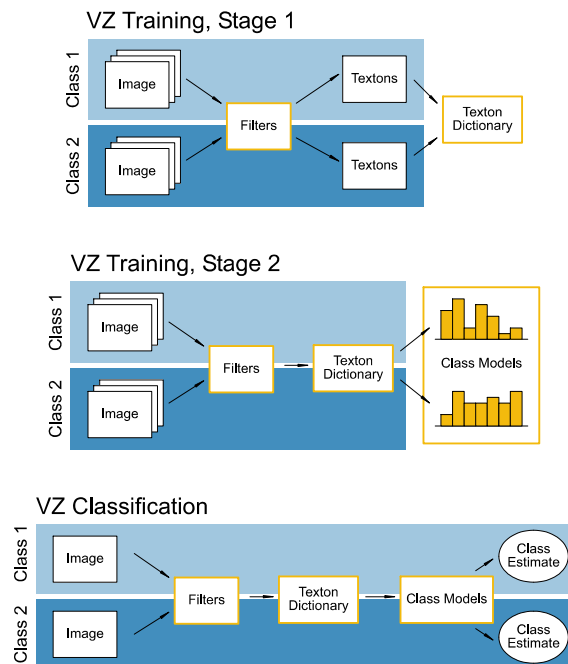 VZ Training, Stage 1
Class 1
Image
Textons
Filters
Texton
Dictionary
Class 2
Image
Textons
VZ Training, Stage 2
Class 1
Image
Filters
Texton
Dictionary
Class Models
Class 2
Image
VZ Classification
Class 1
Image
Class
Estimate
Filters
Texton
Dictionary
Class Models
Class 2
Image
Class
Estimate